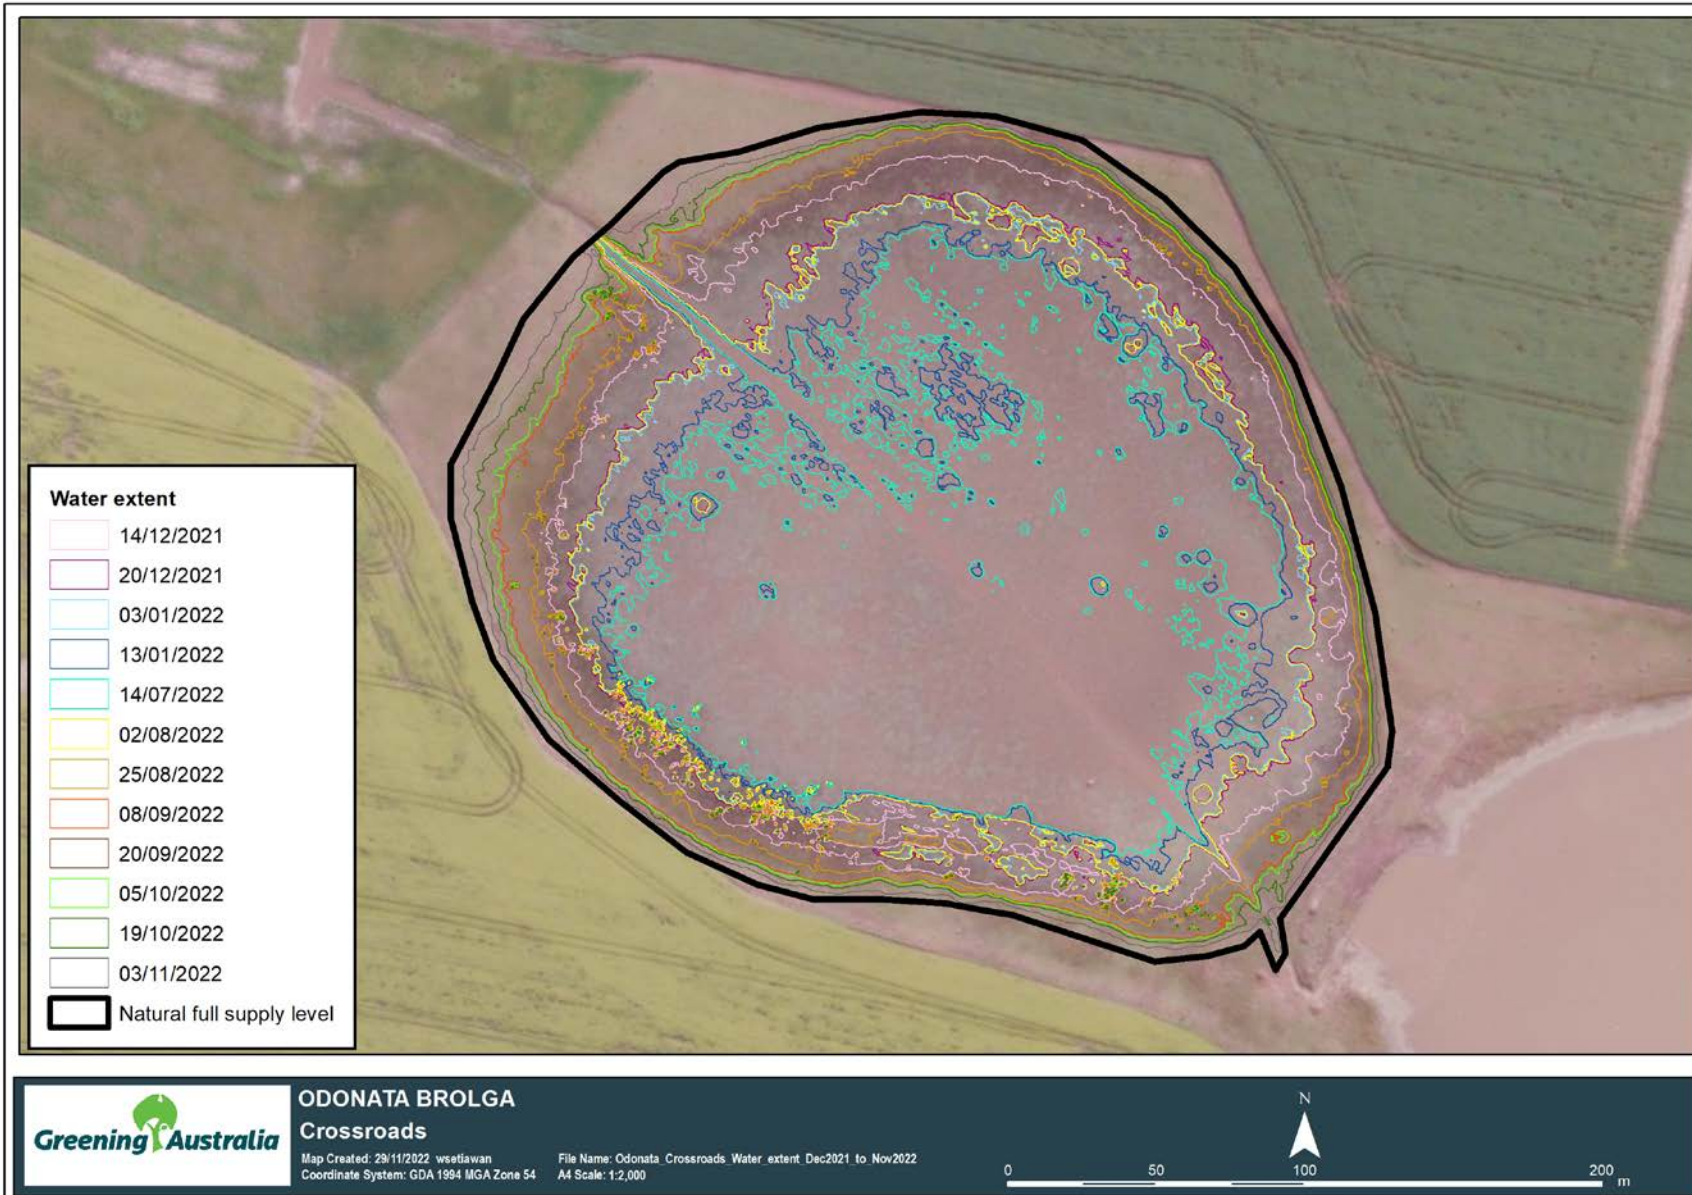 Water extent
14/12/2021
20/12/2021
03/01/2022
13/01/2022
14/07/2022
02/08/2022
25/08/2022
08/09/2022
20/09/2022
05/10/2022
19/10/2022
03/11/2022
Natural full supply level
Greening Australia
ODONATA BROLGA
Crossroads
Map Created: 29/11/2022 wsetiawan
File Name: Odonata_Crossroads_Water_extent_Dec2021_to_Nov2022
Coordinate System: GDA 1994 MGA Zone 54
A4 Scale: 1:2,000
N
0 50 100 200
m